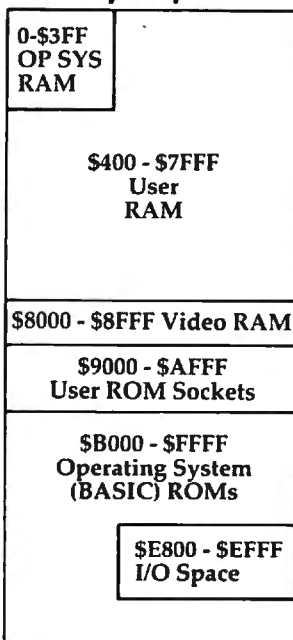 0-$3FF
OP SYS
RAM
$400 - $7FFF
User
RAM
$8000 - $8FFF Video RAM
$9000 - $AFFF
User ROM Sockets
$B000 - $FFFF
Operating System
(BASIC) ROMs
$E800 - $EFFF
I/O Space